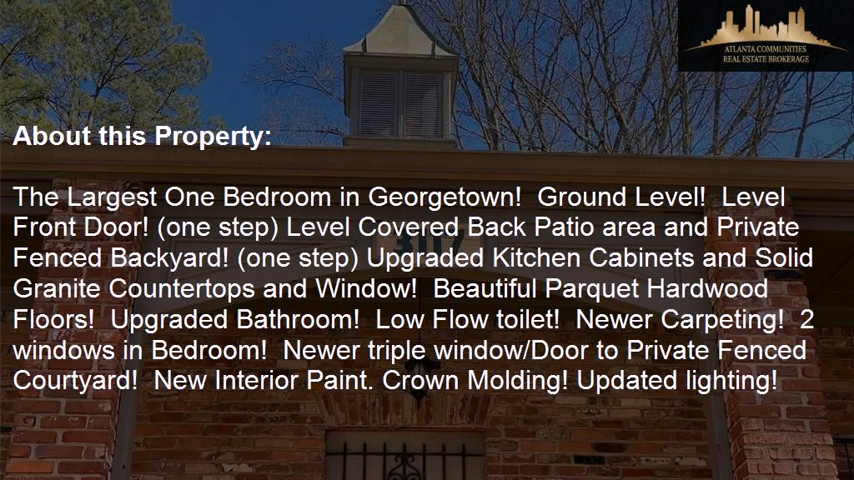 ATLANTA COMMUNITIES
REAL ESTATE BROKERAGE
About this Property:
The Largest One Bedroom in Georgetown!  Ground Level!  Level
Front Door! (one step) Level Covered Back Patio area and Private
Fenced Backyard! (one step) Upgraded Kitchen Cabinets and Solid
Granite Countertops and Window!  Beautiful Parquet Hardwood
Floors!  Upgraded Bathroom!  Low Flow toilet!  Newer Carpeting!  2
windows in Bedroom!  Newer triple window/Door to Private Fenced
Courtyard!  New Interior Paint. Crown Molding! Updated lighting!